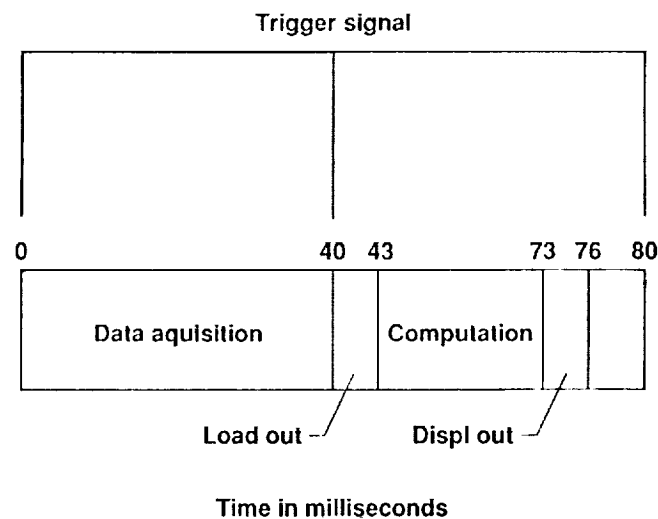 Trigger signal
0 40 43 73 76 80
Data aquisition
Computation
Load out
Displ out
Time in milliseconds